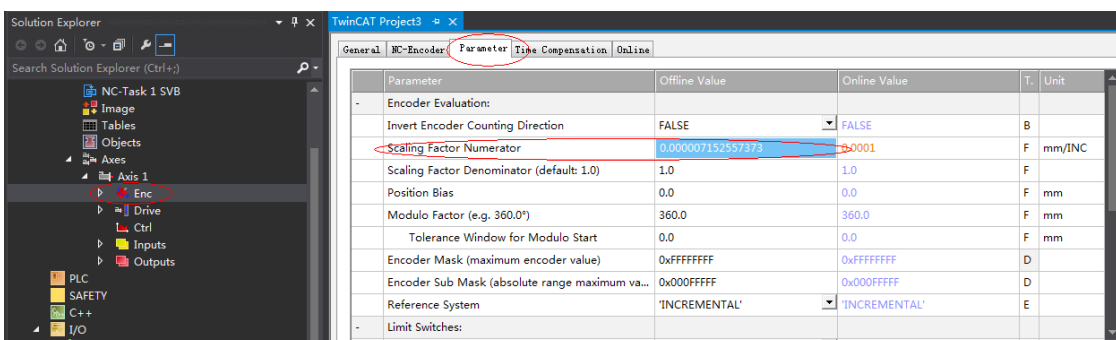 Solution Explorer
Search Solution Explorer (Ctrl+;)
NC-Task 1 SVB
Image
Tables
Objects
Axes
Axis 1
Enc
Drive
Ctrl
Inputs
Outputs
PLC
SAFETY
C++
I/O
TwinCAT Project3
General NC-Encoder Parameter Time Compensation Online
Parameter Offline Value Online Value T. Unit
- Encoder Evaluation:
Invert Encoder Counting Direction FALSE FALSE B
Scaling Factor Numerator 0.000007152557373 0.0001 F mm/INC
Scaling Factor Denominator (default: 1.0) 1.0 1.0 F
Position Bias 0.0 0.0 F mm
Modulo Factor (e.g. 360.0°) 360.0 360.0 F mm
Tolerance Window for Modulo Start 0.0 0.0 F mm
Encoder Mask (maximum encoder value) 0xFFFFFFFF 0xFFFFFFFF D
Encoder Sub Mask (absolute range maximum va... 0x000FFFFF 0x000FFFFF D
Reference System 'INCREMENTAL' 'INCREMENTAL' E
- Limit Switches: